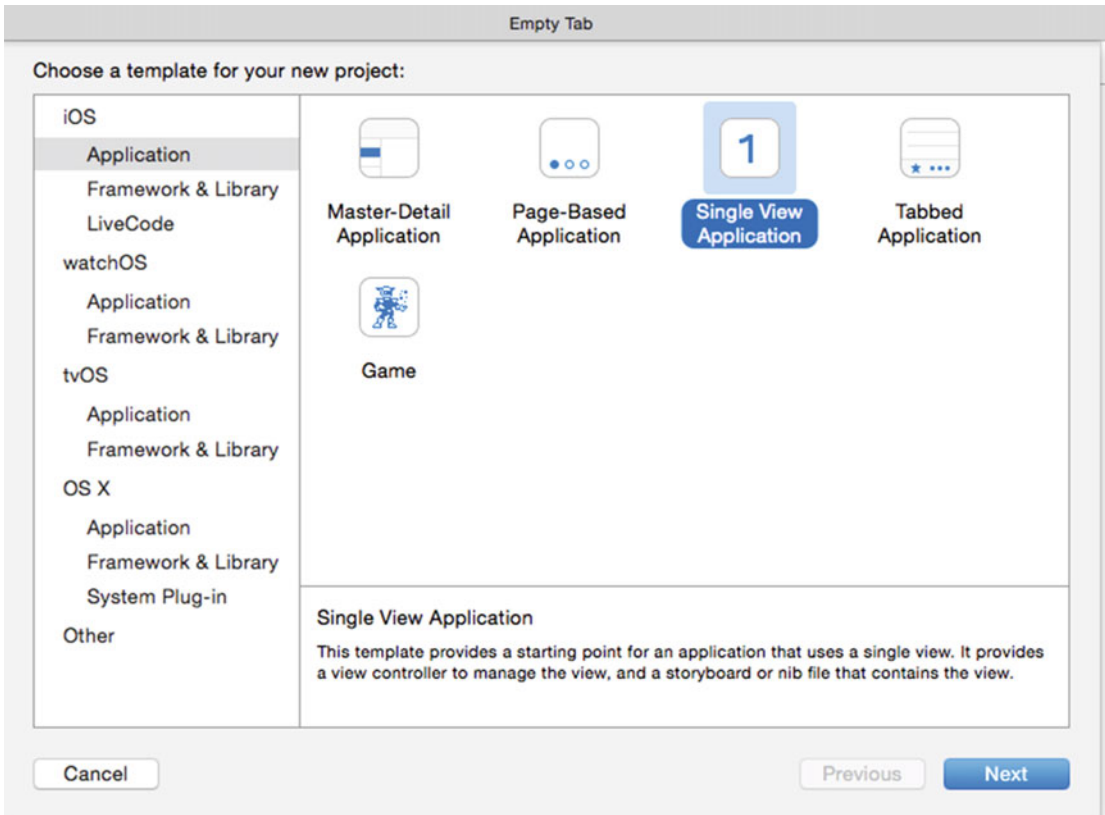 Empty Tab
Choose a template for your new project:
iOS
Application
Framework & Library
LiveCode
watchOS
Application
Framework & Library
tvOS
Application
Framework & Library
OS X
Application
Framework & Library
System Plug-in
Other
Master-Detail
Application
Page-Based
Application
1
Single View
Application
Tabbed
Application
Game
Single View Application
This template provides a starting point for an application that uses a single view. It provides
a view controller to manage the view, and a storyboard or nib file that contains the view.
Cancel
Previous
Next